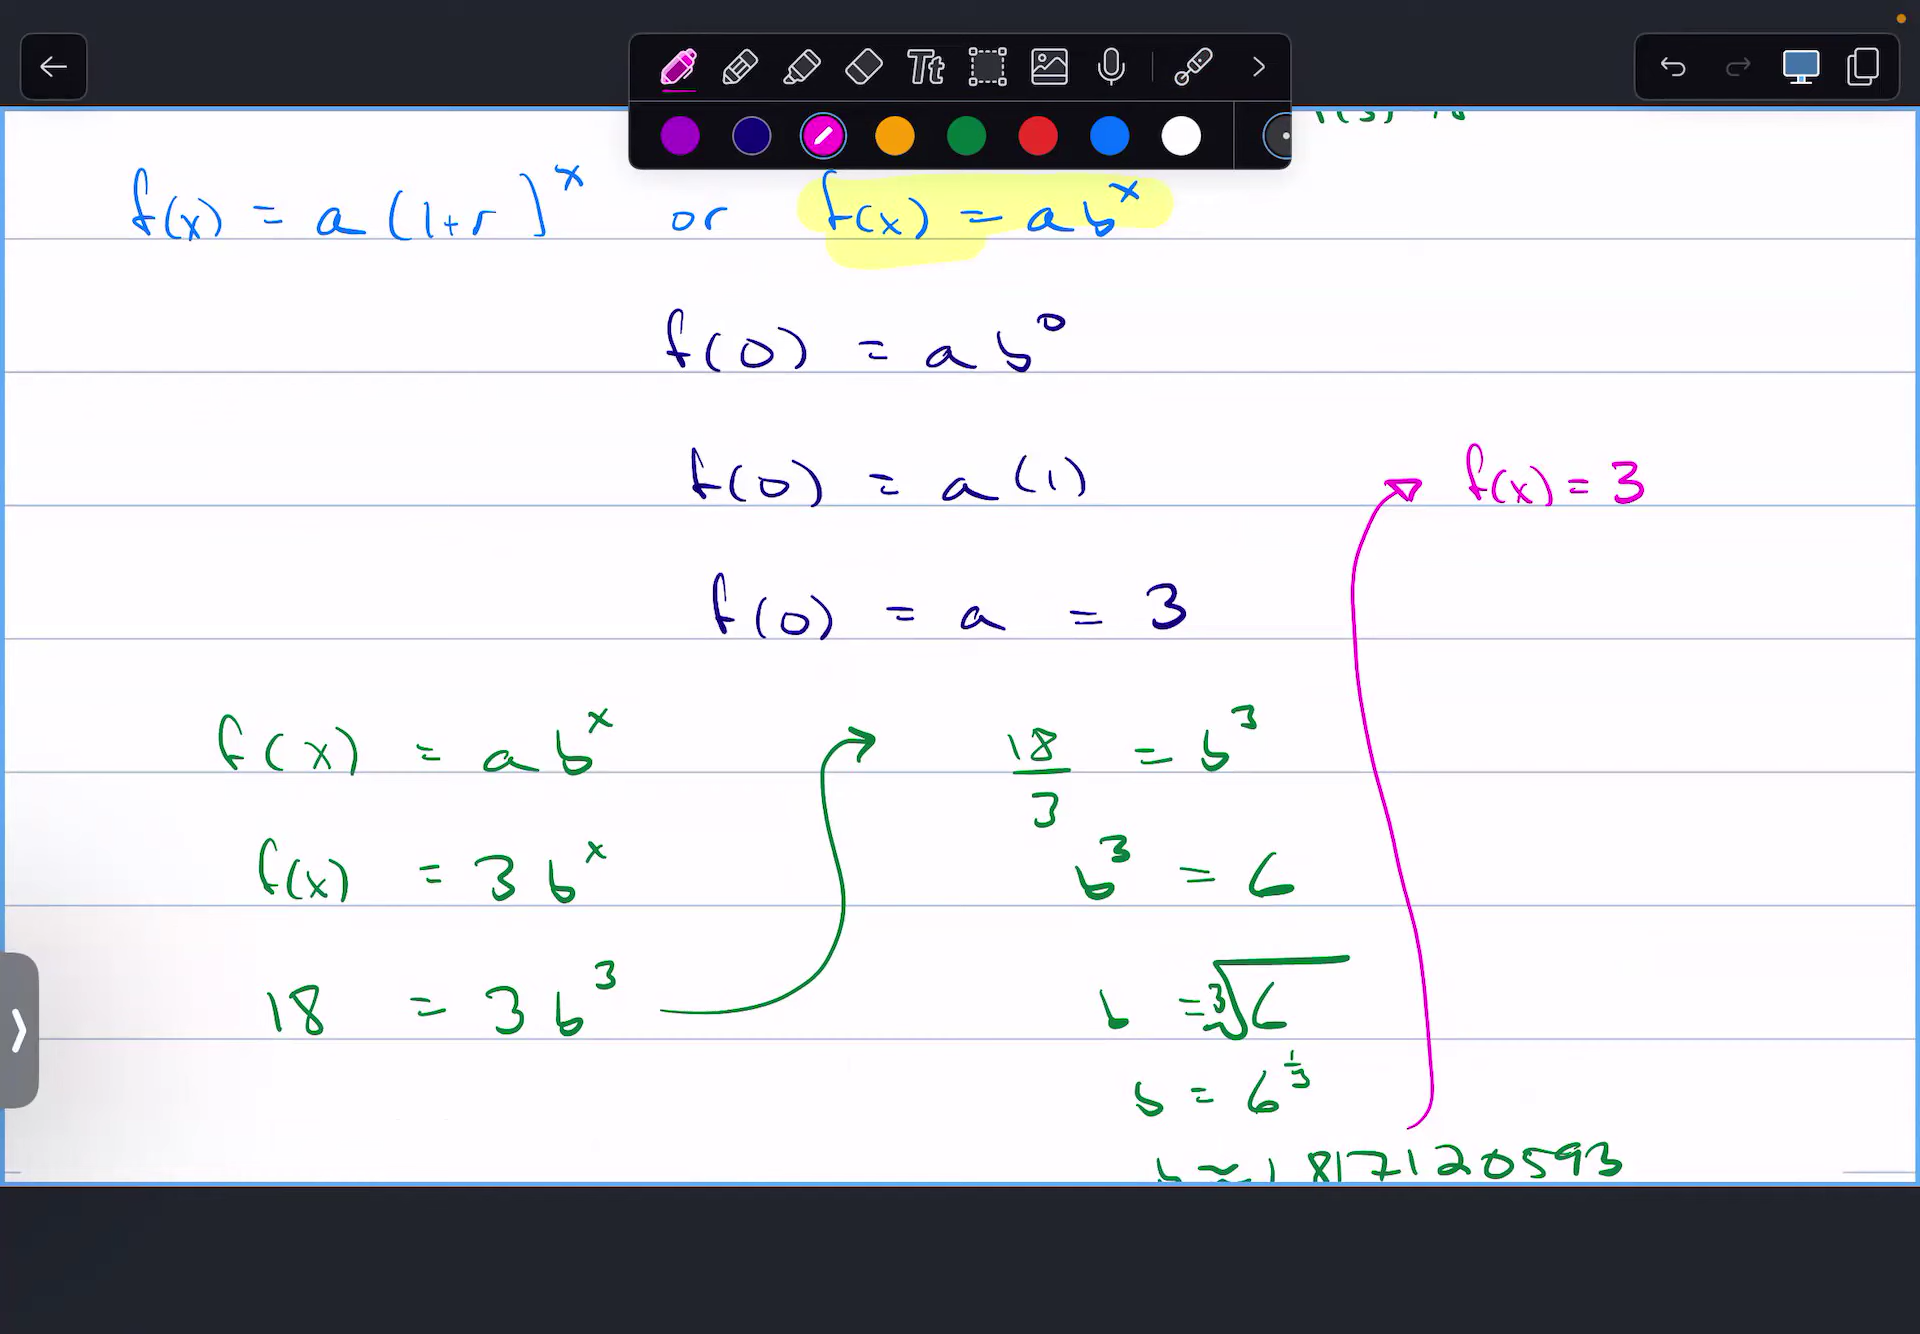 Tt
f(x) = a(1+r)^x or f(x) = ab^x
f(0) = ab^0
f(0) = a(1)
f(x) = 3
f(0) = a = 3
f(x) = ab^x
18/3 = b^3
f(x) = 3b^x
b^3 = 6
18 = 3b^3
b = ∛6
b = 6^1/3
b ≈ 1.817120593